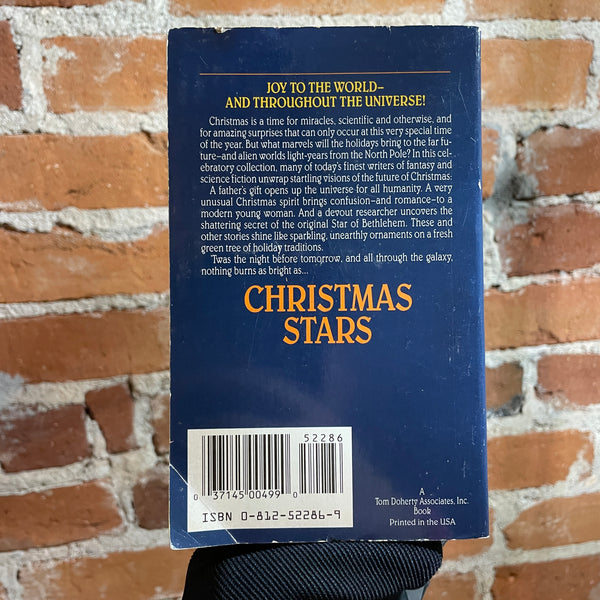 JOY TO THE WORLD–
AND THROUGHOUT THE UNIVERSE!
Christmas is a time for miracles, scientific and otherwise, and
for amazing surprises that can only occur at this very special time
of the year. But what marvels will the holidays bring to the far fu-
ture–and alien worlds light-years from the North Pole? In this cel-
ebratory collection, many of today's finest writers of fantasy and
science fiction unwrap startling visions of the future of Christmas:
A father's gift opens up the universe for all humanity. A very
unusual Christmas spirit brings confusion–and romance–to a
modern young woman. And a devout researcher uncovers the
shattering secret of the original Star of Bethlehem. These and
other stories shine like sparkling, unearthly ornaments on a fresh
green tree of holiday traditions.
'Twas the night before tomorrow, and all through the galaxy,
nothing burns as bright as...
CHRISTMAS
STARS
52286
0 37145 00499 0
ISBN 0-812-52286-9
A
Tom Doherty Associates, Inc.
Book
Printed in the USA